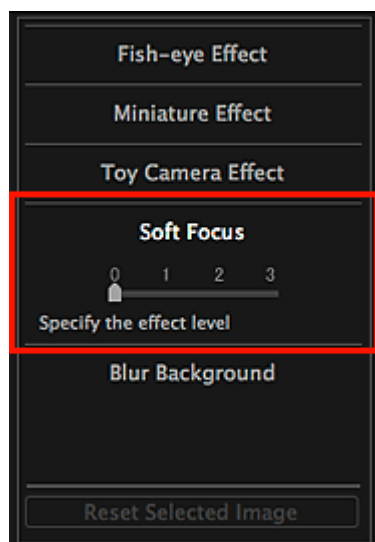 Fish-eye Effect
Miniature Effect
Toy Camera Effect
Soft Focus
0 1 2 3
Specify the effect level
Blur Background
Reset Selected Image